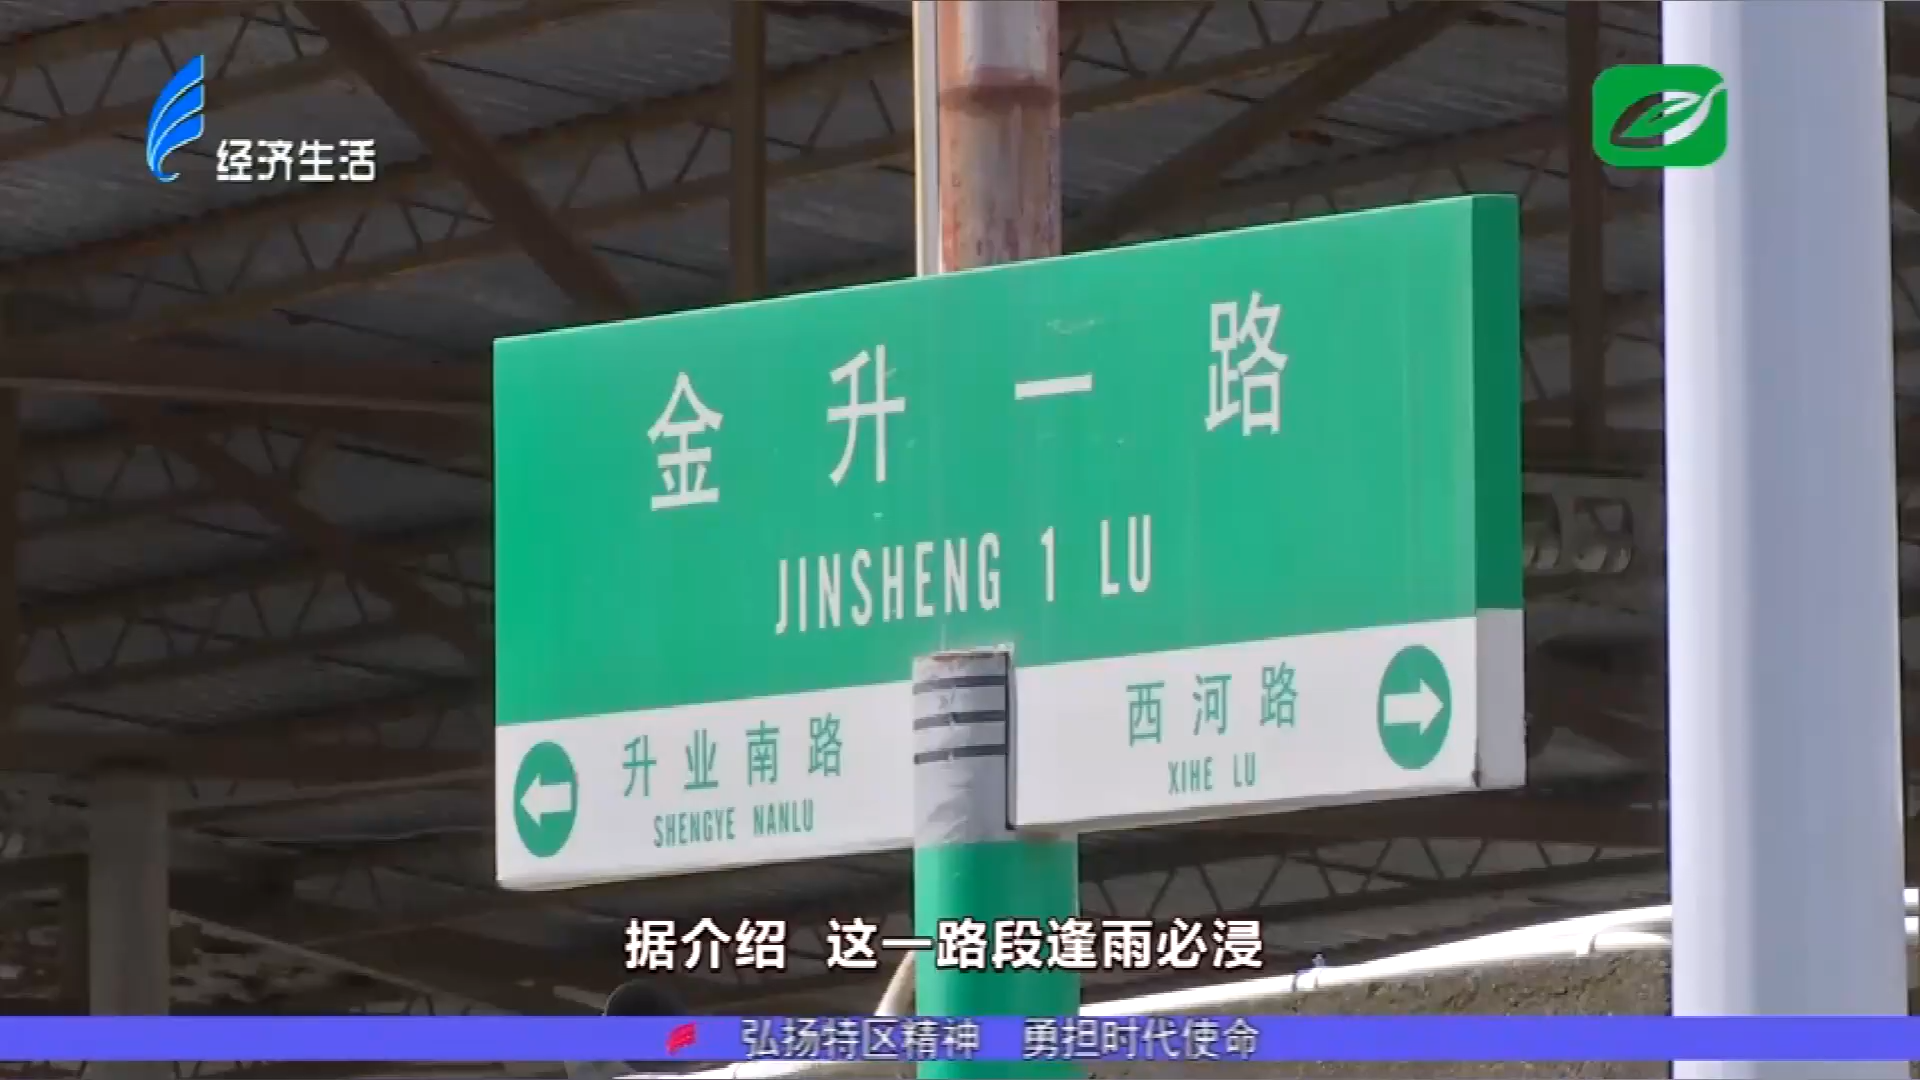 经济生活
金升一路
JINSHENG 1 LU
升业南路
SHENGYE NANLU
西河路
XIHE LU
据介绍 这一路段逢雨必浸
弘扬特区精神 勇担时代使命